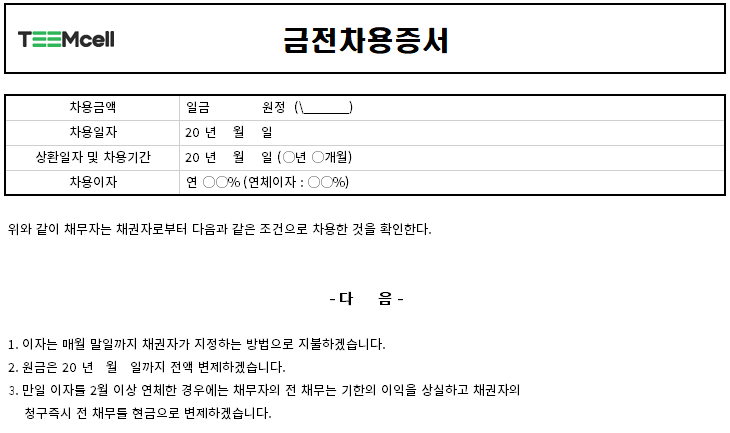 TEEMcell
금전차용증서
차용금액 일금 원정 (\_______)
차용일자 20 년 월 일
상환일자 및 차용기간 20 년 월 일 (○년 ○개월)
차용이자 연 ○○% (연체이자 : ○○%)
위와 같이 채무자는 채권자로부터 다음과 같은 조건으로 차용한 것을 확인한다.
- 다 음 -
1. 이자는 매월 말일까지 채권자가 지정하는 방법으로 지불하겠습니다.
2. 원금은 20 년 월 일까지 전액 변제하겠습니다.
3. 만일 이자를 2월 이상 연체한 경우에는 채무자의 전 채무는 기한의 이익을 상실하고 채권자의
청구즉시 전 채무를 현금으로 변제하겠습니다.